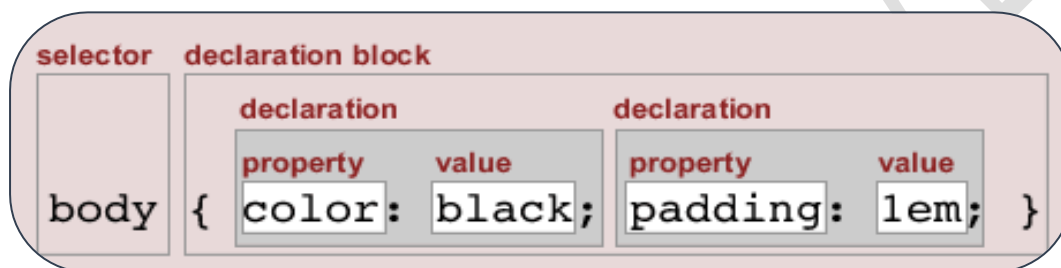 selector declaration block
declaration declaration
property value property value
body { color: black; padding: 1em; }